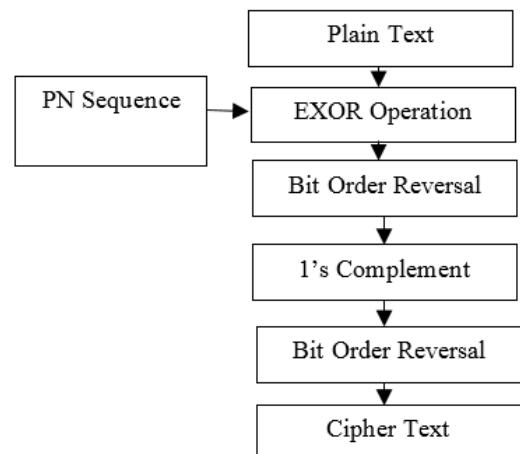 Plain Text
PN Sequence
EXOR Operation
Bit Order Reversal
1’s Complement
Bit Order Reversal
Cipher Text